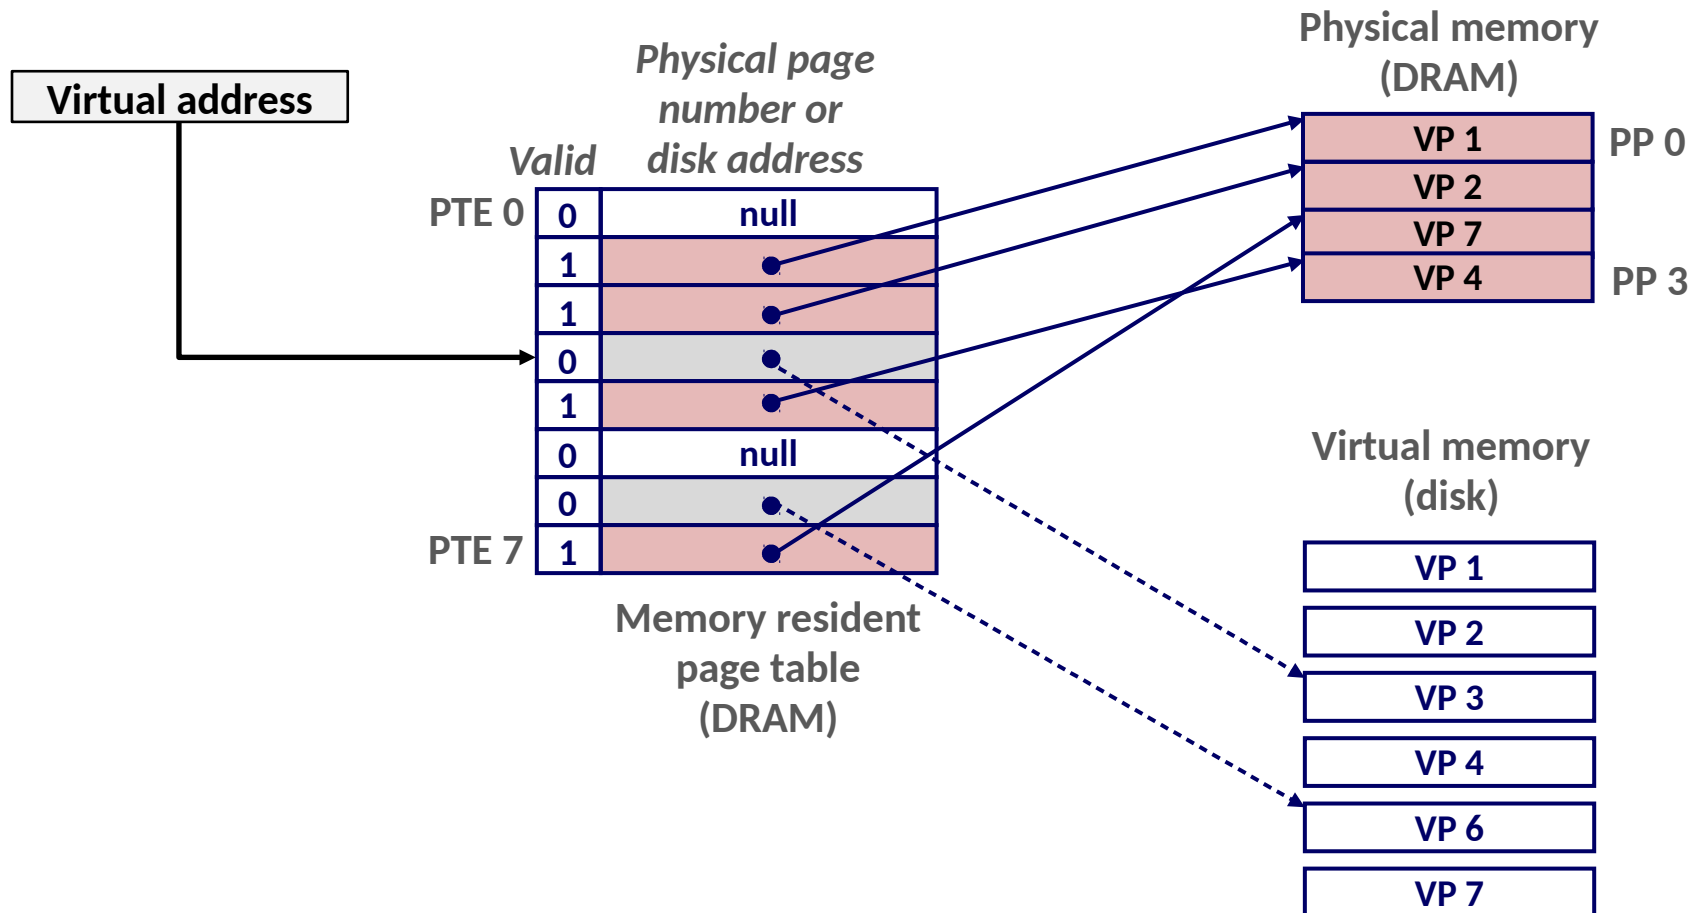 Virtual address
Physical page
number or
disk address
Valid
PTE 0
0
null
1
1
0
1
0
null
0
PTE 7
1
Memory resident
page table
(DRAM)
Physical memory
(DRAM)
VP 1
PP 0
VP 2
VP 7
VP 4
PP 3
Virtual memory
(disk)
VP 1
VP 2
VP 3
VP 4
VP 6
VP 7